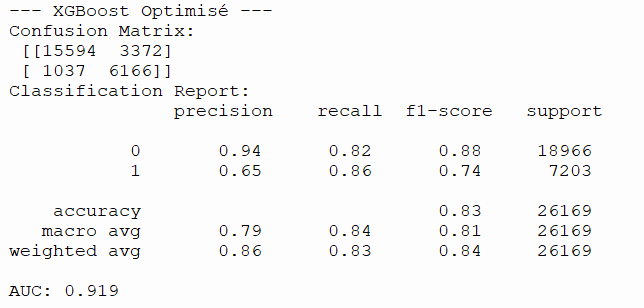 --- XGBoost Optimisé ---
Confusion Matrix:
[[15594 3372]
[ 1037 6166]]
Classification Report:
precision recall f1-score support
0 0.94 0.82 0.88 18966
1 0.65 0.86 0.74 7203
accuracy 0.83 26169
macro avg 0.79 0.84 0.81 26169
weighted avg 0.86 0.83 0.84 26169
AUC: 0.919